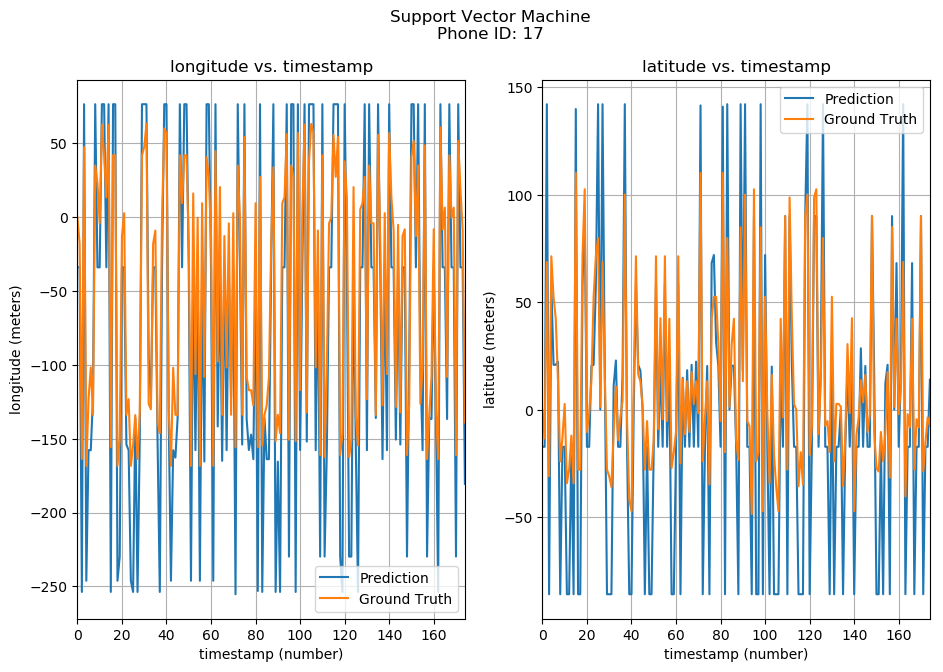 Support Vector Machine
Phone ID: 17
longitude vs. timestamp
longitude (meters)
50
0
−50
−100
−150
−200
−250
0 20 40 60 80 100 120 140 160
timestamp (number)
Prediction
Ground Truth
latitude vs. timestamp
latitude (meters)
150
100
50
0
−50
0 20 40 60 80 100 120 140 160
timestamp (number)
Prediction
Ground Truth